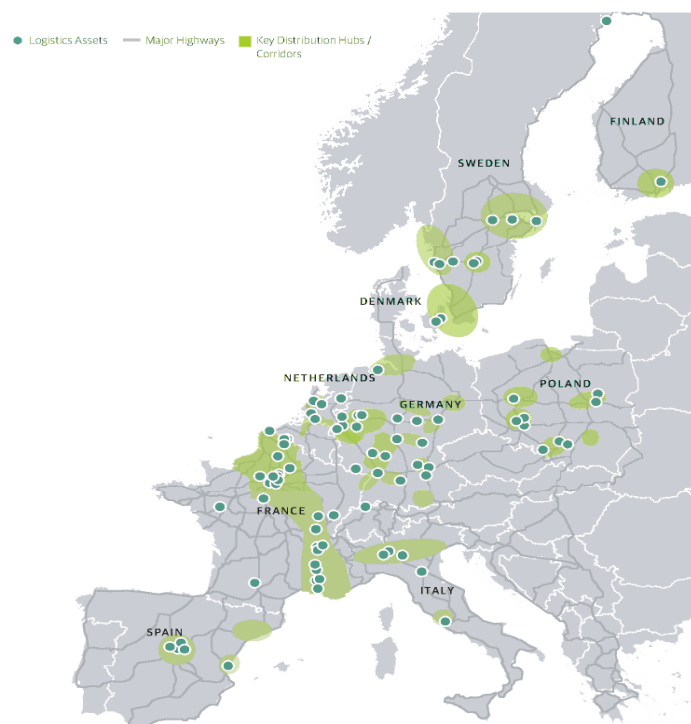 Logistics Assets
Major Highways
Key Distribution Hubs /
Corridors
FINLAND
SWEDEN
DENMARK
NETHERLANDS
GERMANY
POLAND
FRANCE
ITALY
SPAIN